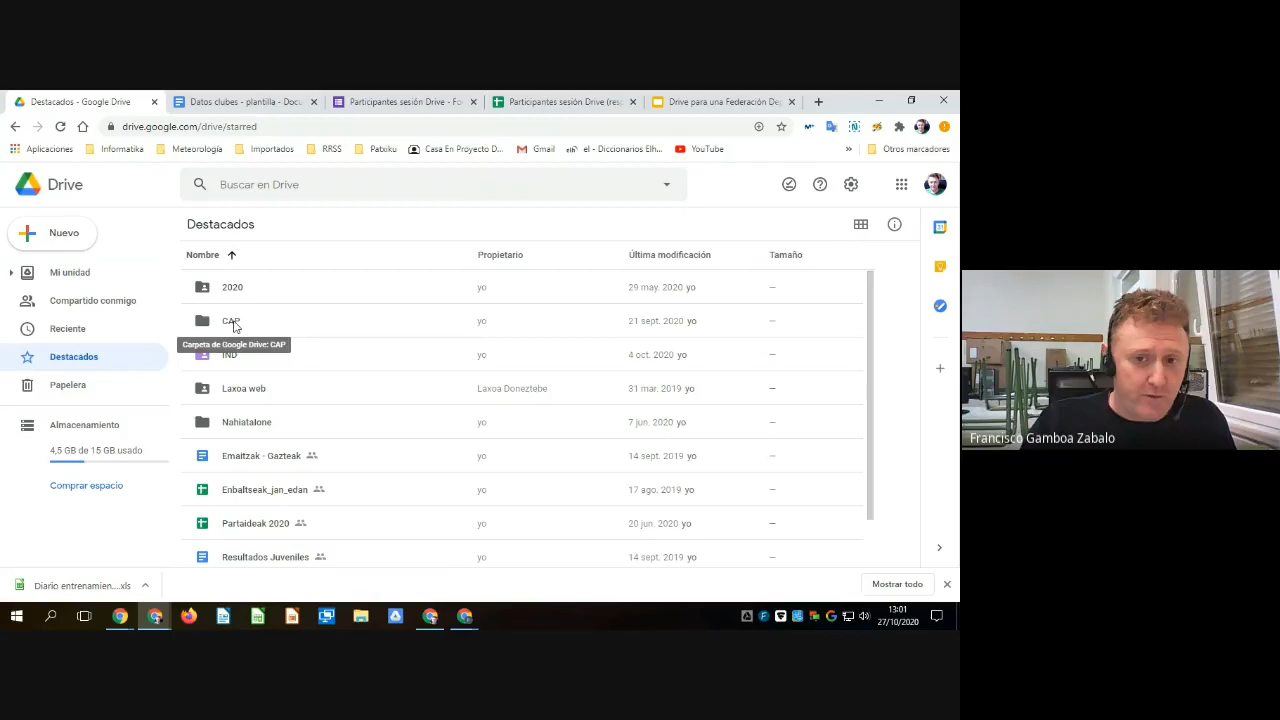 Destacados - Google Drive
Datos clubes - plantilla - Docu
Participantes sesión Drive - Fo
Participantes sesión Drive (res
Drive para una Federación De
drive.google.com/drive/starred
Aplicaciones
Informatika
Meteorología
Importados
RRSS
Patxiku
Casa En Proyecto D...
Gmail
el - Diccionarios Elh...
YouTube
»
Otros marcadores
Drive
Buscar en Drive
Nuevo
Mi unidad
Compartido conmigo
Reciente
Destacados
Papelera
Almacenamiento
4,5 GB de 15 GB usado
Comprar espacio
Destacados
Nombre Propietario Última modificación Tamaño
2020 yo 29 may. 2020 yo —
CAP yo 21 sept. 2020 yo —
Carpeta de Google Drive: CAP
IND yo 4 oct. 2020 yo —
Laxoa web Laxoa Doneztebe 31 mar. 2019 yo —
Nahiatalone yo 7 jun. 2020 yo —
Emaitzak - Gazteak yo 14 sept. 2019 yo —
Enbaltseak_jan_edan yo 17 ago. 2019 yo —
Partaideak 2020 yo 20 jun. 2020 yo —
Resultados Juveniles yo 14 sept. 2019 yo —
Diario entrenamien....xls
Mostrar todo
13:01
27/10/2020
Francisco Gamboa Zabalo